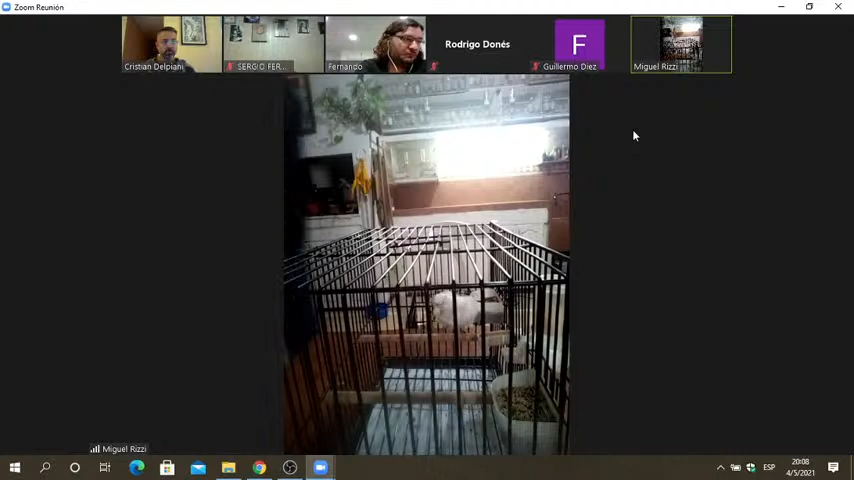 Zoom Reunión
Cristian Delpiani
SERGIO FER...
Fernando
Rodrigo Donés
F
Guillermo Diez
Miguel Rizzi
Miguel Rizzi
ESP
20:08
4/5/2021